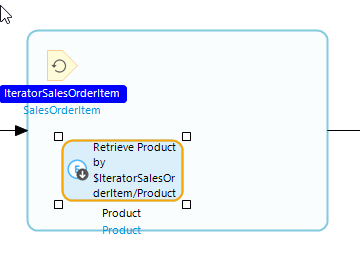 IteratorSalesOrderItem
SalesOrderItem
Retrieve Product
by
$IteratorSalesOr
derItem/Product
Product
Product